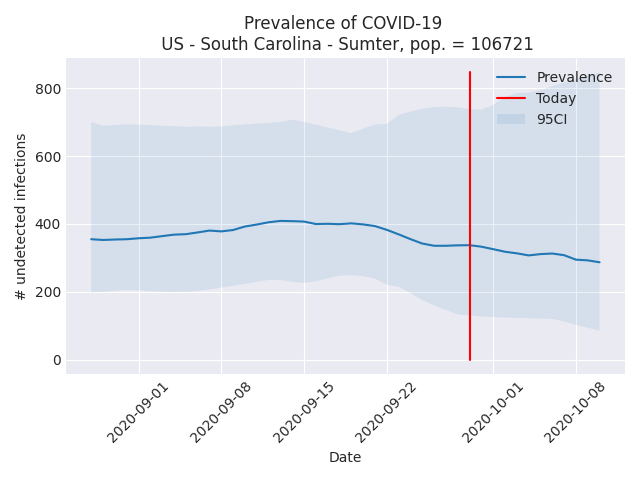 Prevalence of COVID-19
US - South Carolina - Sumter, pop. = 106721
# undetected infections
800
600
400
200
0
Prevalence
Today
95CI
2020-09-01
2020-09-08
2020-09-15
2020-09-22
2020-10-01
2020-10-08
Date